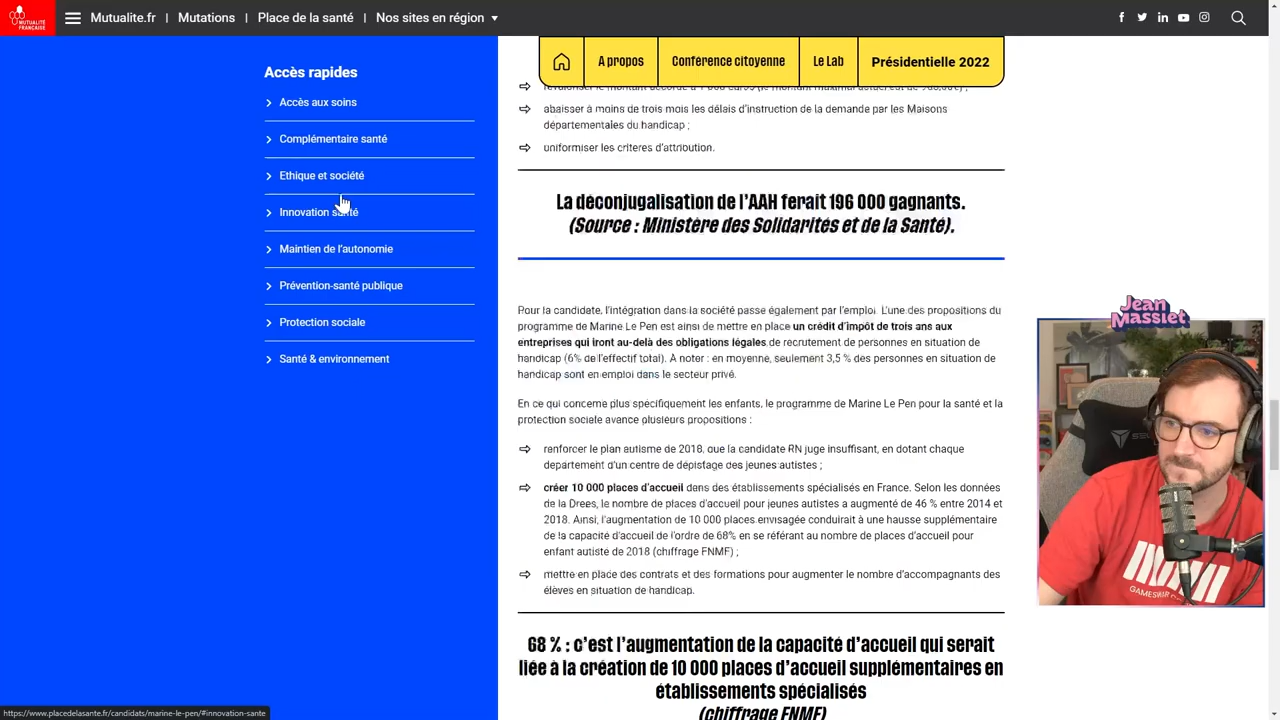 MUTUALITÉ
FRANÇAISE
Mutualite.fr | Mutations | Place de la santé | Nos sites en région
Accès rapides
Accès aux soins
Complémentaire santé
Ethique et société
Innovation santé
Maintien de l'autonomie
Prévention-santé publique
Protection sociale
Santé & environnement
A propos
Conférence citoyenne
Le Lab
Présidentielle 2022
abaisser à moins de trois mois les délais d'instruction de la demande par les Maisons
départementales du handicap ;
uniformiser les critères d'attribution.
La déconjugalisation de l'AAH ferait 196 000 gagnants.
(Source : Ministère des Solidarités et de la Santé).
Pour la candidate, l'intégration dans la société passe également par l'emploi. L'une des propositions du
programme de Marine Le Pen est ainsi de mettre en place un crédit d'impôt de trois ans aux
entreprises qui iront au-delà des obligations légales de recrutement de personnes en situation de
handicap (6% de l'effectif total). A noter : en moyenne, seulement 3,5 % des personnes en situation de
handicap sont en emploi dans le secteur privé.
En ce qui concerne plus spécifiquement les enfants, le programme de Marine Le Pen pour la santé et la
protection sociale avance plusieurs propositions :
renforcer le plan autisme de 2018, que la candidate RN juge insuffisant, en dotant chaque
département d'un centre de dépistage des jeunes autistes ;
créer 10 000 places d'accueil dans des établissements spécialisés en France. Selon les données
de la Drees, le nombre de places d'accueil pour jeunes autistes a augmenté de 46 % entre 2014 et
2018. Ainsi, l'augmentation de 10 000 places envisagée conduirait à une hausse supplémentaire
de la capacité d'accueil de l'ordre de 68% en se référant au nombre de places d'accueil pour
enfant autiste de 2018 (chiffrage FNMF) ;
mettre en place des contrats et des formations pour augmenter le nombre d'accompagnants des
élèves en situation de handicap.
68 % : c'est l'augmentation de la capacité d'accueil qui serait
liée à la création de 10 000 places d'accueil supplémentaires en
établissements spécialisés
(chiffrage FNMF)
Jean
Massiet
GAMESWARD
https://www.placedelasante.fr/candidats/marine-le-pen/#innovation-sante